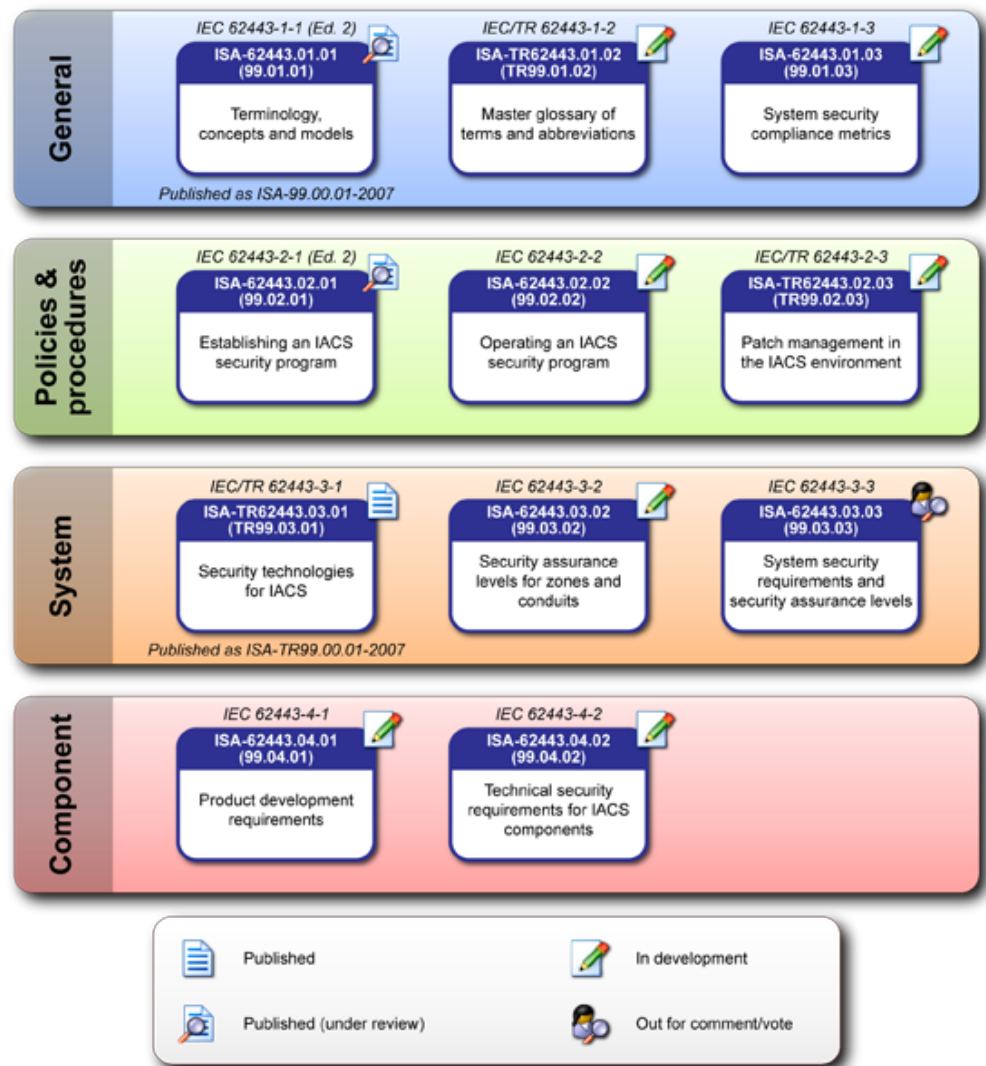 General
IEC 62443-1-1 (Ed. 2)
ISA-62443.01.01
(99.01.01)
Terminology,
concepts and models
Published as ISA-99.00.01-2007
IEC/TR 62443-1-2
ISA-TR62443.01.02
(TR99.01.02)
Master glossary of
terms and abbreviations
IEC 62443-1-3
ISA-62443.01.03
(99.01.03)
System security
compliance metrics
Policies &
procedures
IEC 62443-2-1 (Ed. 2)
ISA-62443.02.01
(99.02.01)
Establishing an IACS
security program
IEC 62443-2-2
ISA-62443.02.02
(99.02.02)
Operating an IACS
security program
IEC/TR 62443-2-3
ISA-TR62443.02.03
(TR99.02.03)
Patch management in
the IACS environment
System
IEC/TR 62443-3-1
ISA-TR62443.03.01
(TR99.03.01)
Security technologies
for IACS
Published as ISA-TR99.00.01-2007
IEC 62443-3-2
ISA-62443.03.02
(99.03.02)
Security assurance
levels for zones and
conduits
IEC 62443-3-3
ISA-62443.03.03
(99.03.03)
System security
requirements and
security assurance levels
Component
IEC 62443-4-1
ISA-62443.04.01
(99.04.01)
Product development
requirements
IEC 62443-4-2
ISA-62443.04.02
(99.04.02)
Technical security
requirements for IACS
components
Published
In development
Published (under review)
Out for comment/vote